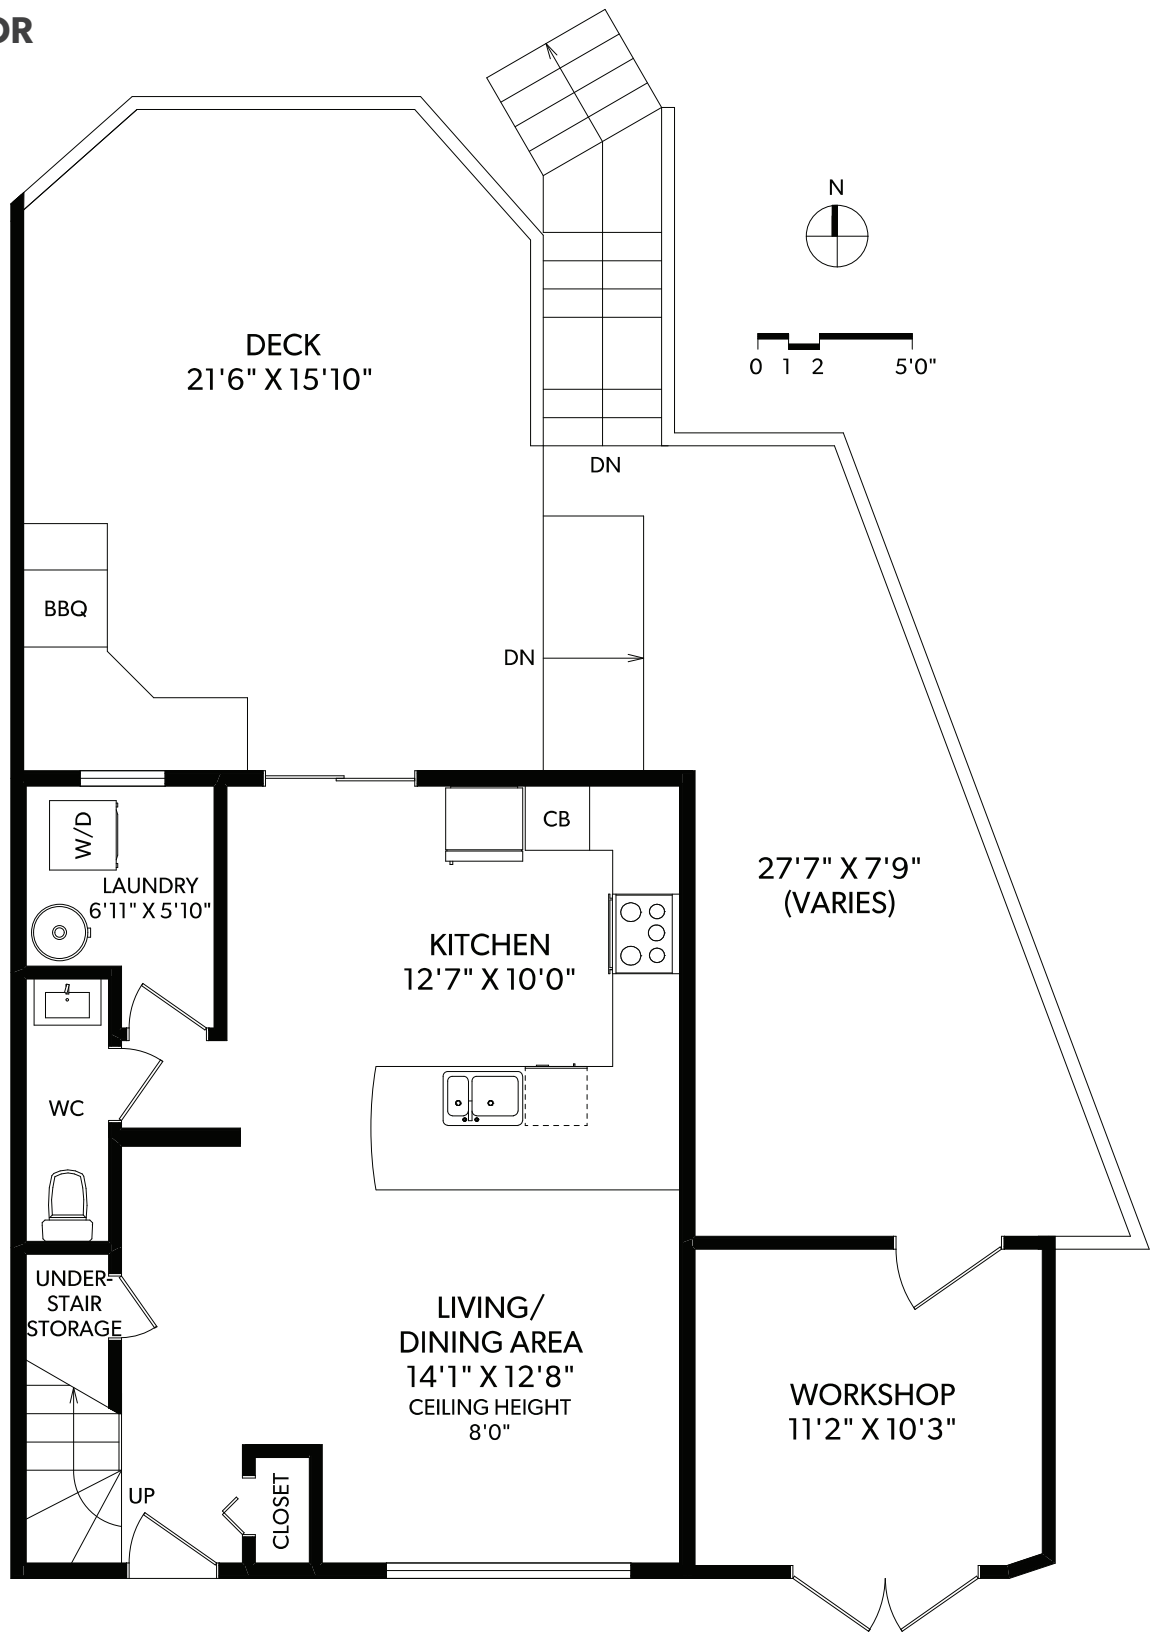 OR
N
0 1 2 5'0"
DECK
21'6" X 15'10"
DN
BBQ
DN
W/D
CB
LAUNDRY
6'11" X 5'10"
27'7" X 7'9"
(VARIES)
KITCHEN
12'7" X 10'0"
WC
UNDER-
STAIR
STORAGE
LIVING/
DINING AREA
14'1" X 12'8"
CEILING HEIGHT
8'0"
WORKSHOP
11'2" X 10'3"
UP
CLOSET